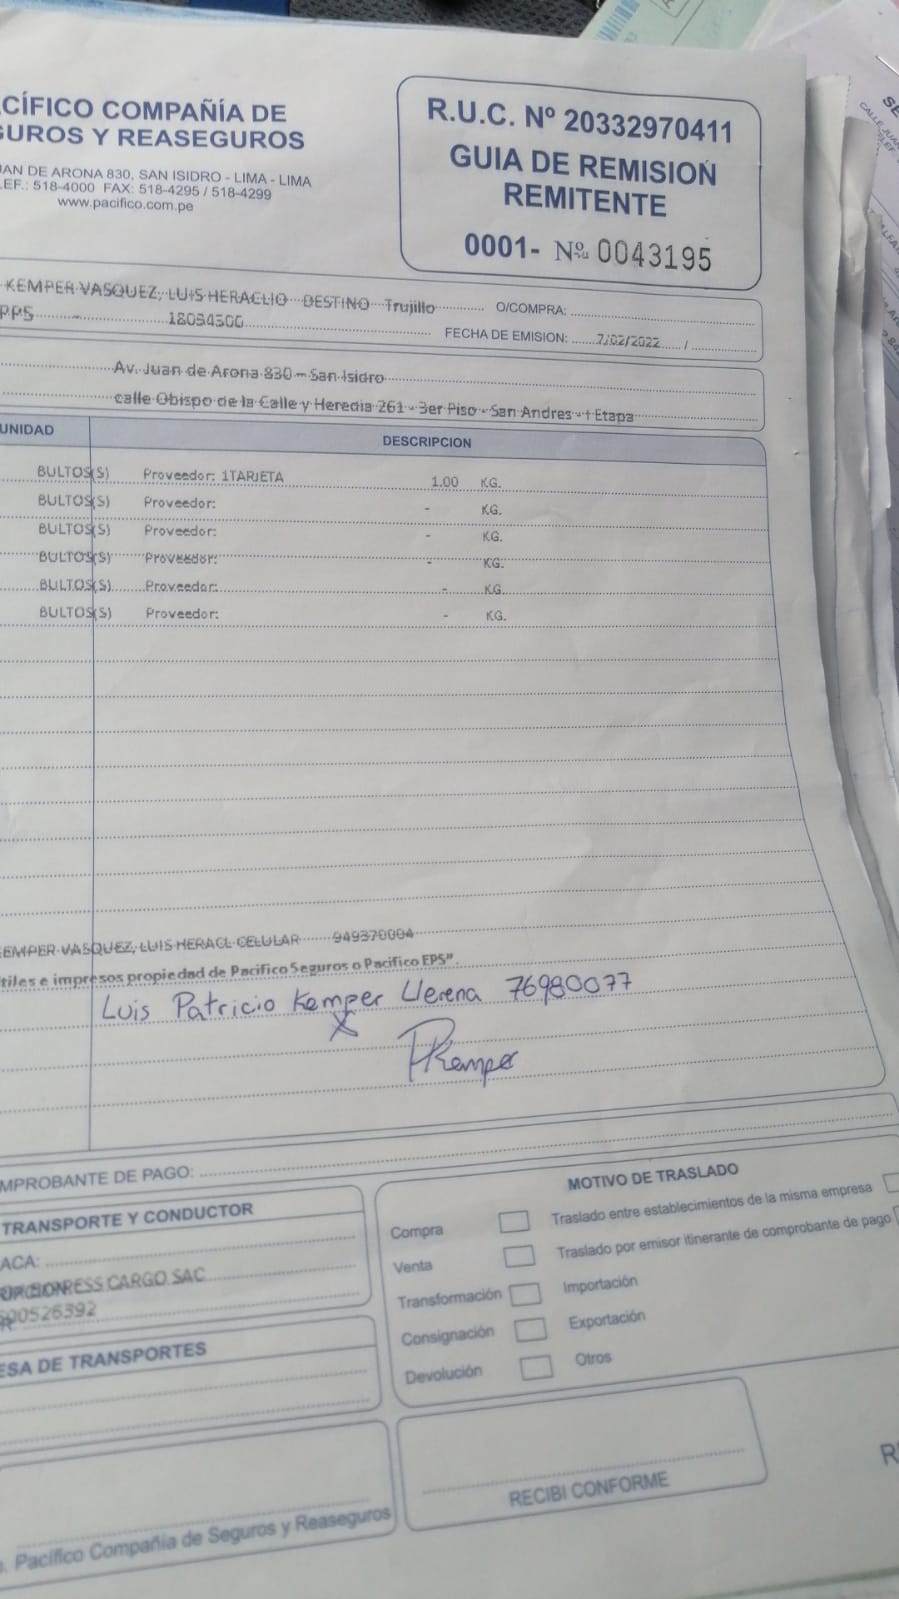 CÍFICO COMPAÑÍA DE
GUROS Y REASEGUROS
AN DE ARONA 830, SAN ISIDRO - LIMA - LIMA
LEF.: 518-4000 FAX: 518-4295 / 518-4299
www.pacifico.com.pe
R.U.C. Nº 20332970411
GUIA DE REMISION
REMITENTE
0001- Nº 0043195
KEMPER VASQUEZ, LUIS HERACLIO DESTINO Trujillo O/COMPRA:
PPS - FECHA DE EMISION: 7/02/2022 /
Av. Juan de Arona 830 - San Isidro
calle Obispo de la Calle y Heredia 261 - 3er Piso - San Andres - I Etapa
UNIDAD DESCRIPCION
BULTOS(S) Proveedor: 1TARJETA 1.00 KG.
BULTOS(S) Proveedor: - KG.
BULTOS(S) Proveedor: - KG.
BULTOS(S) Proveedor: - KG.
BULTOS(S) Proveedor: - KG.
BULTOS(S) Proveedor: - KG.
EMPER VASQUEZ, LUIS HERACL CELULAR 949370004
tiles e impresos propiedad de Pacifico Seguros o Pacifico EPS".
Luis Patricio Kemper Llerena 76980077
X
PKemper
MPROBANTE DE PAGO:
TRANSPORTE Y CONDUCTOR
ACA:
EXPRESS CARGO SAC
00526392
ESA DE TRANSPORTES
MOTIVO DE TRASLADO
Compra Traslado entre establecimientos de la misma empresa
Venta Traslado por emisor itinerante de comprobante de pago
Transformación Importación
Consignación Exportación
Devolución Otros
RECIBI CONFORME
. Pacífico Compañía de Seguros y Reaseguros